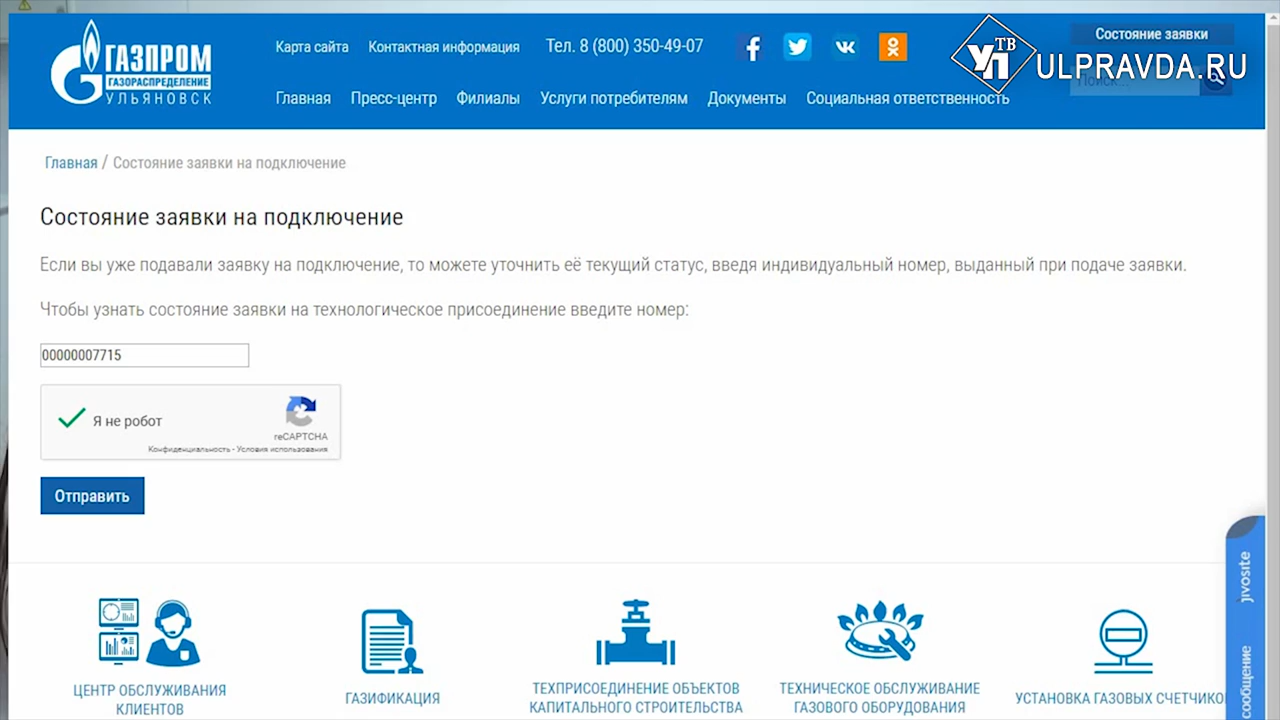 ГАЗПРОМ
ГАЗОРАСПРЕДЕЛЕНИЕ
УЛЬЯНОВСК
Карта сайта
Контактная информация
Тел. 8 (800) 350-49-07
Состояние заявки
УП ТВ
ULPRAVDA.RU
Поиск...
Главная
Пресс-центр
Филиалы
Услуги потребителям
Документы
Социальная ответственность
Главная / Состояние заявки на подключение
Состояние заявки на подключение
Если вы уже подавали заявку на подключение, то можете уточнить её текущий статус, введя индивидуальный номер, выданный при подаче заявки.
Чтобы узнать состояние заявки на технологическое присоединение введите номер:
00000007715
Я не робот
reCAPTCHA
Конфиденциальность - Условия использования
Отправить
jivosite
сообщение
ЦЕНТР ОБСЛУЖИВАНИЯ
КЛИЕНТОВ
ГАЗИФИКАЦИЯ
ТЕХПРИСОЕДИНЕНИЕ ОБЪЕКТОВ
КАПИТАЛЬНОГО СТРОИТЕЛЬСТВА
ТЕХНИЧЕСКОЕ ОБСЛУЖИВАНИЕ
ГАЗОВОГО ОБОРУДОВАНИЯ
УСТАНОВКА ГАЗОВЫХ СЧЕТЧИКО